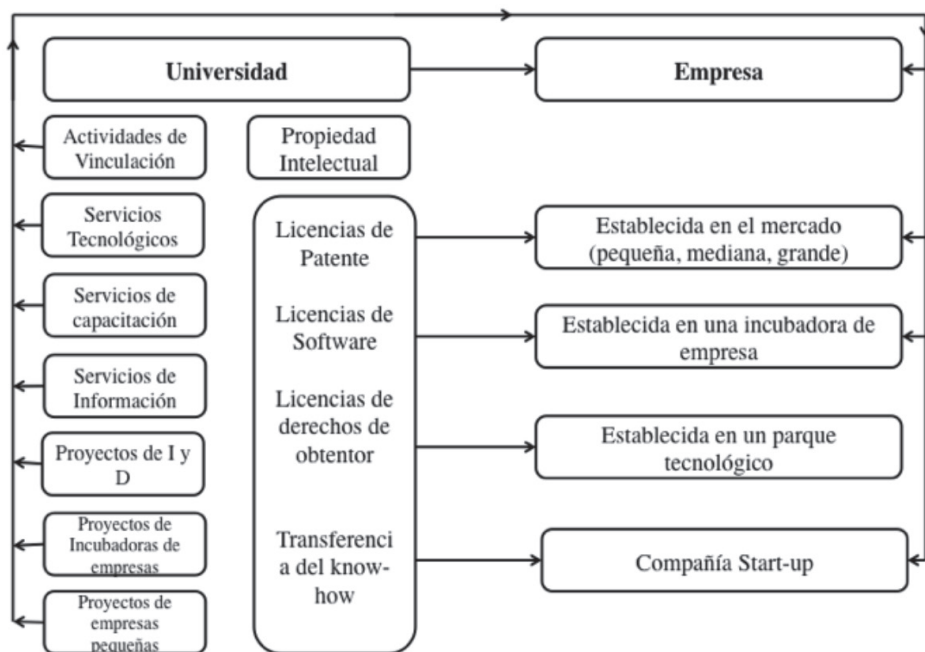 Universidad
Empresa
Actividades de
Vinculación
Propiedad
Intelectual
Servicios
Tecnológicos
Servicios de
capacitación
Servicios de
Información
Proyectos de I y
D
Proyectos de
Incubadoras de
empresas
Proyectos de
empresas
pequeñas
Licencias de
Patente
Licencias de
Software
Licencias de
derechos de
obtentor
Transferenci
a del know-
how
Establecida en el mercado
(pequeña, mediana, grande)
Establecida en una incubadora de
empresa
Establecida en un parque
tecnológico
Compañía Start-up